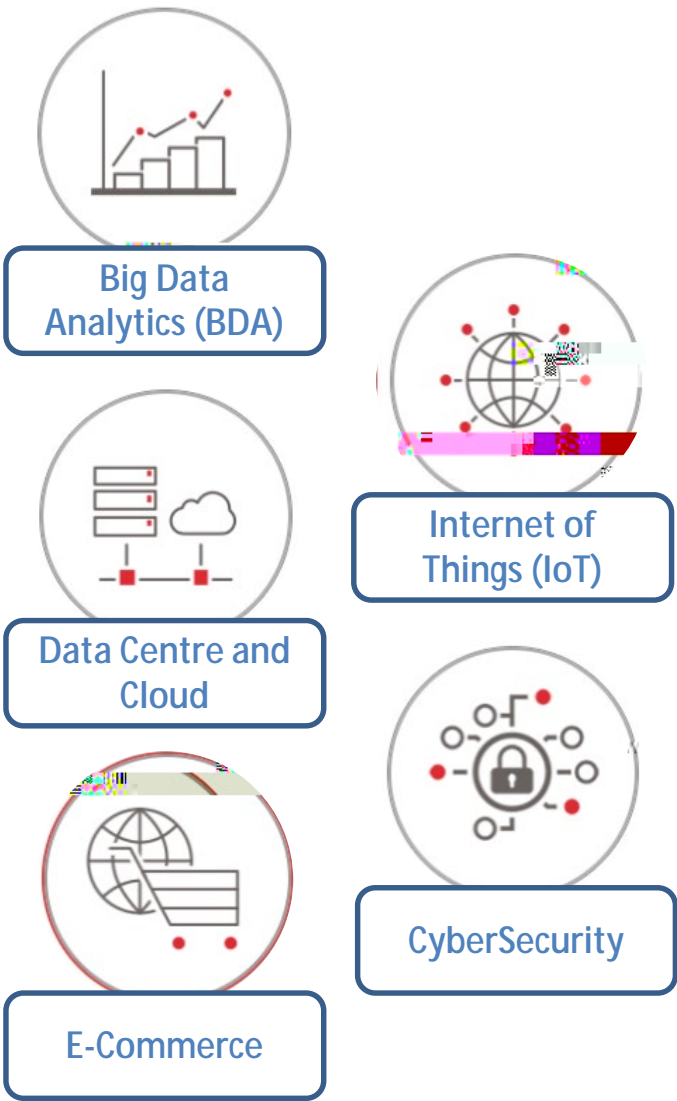 Big Data
Analytics (BDA)
Internet of
Things (IoT)
Data Centre and
Cloud
CyberSecurity
E-Commerce